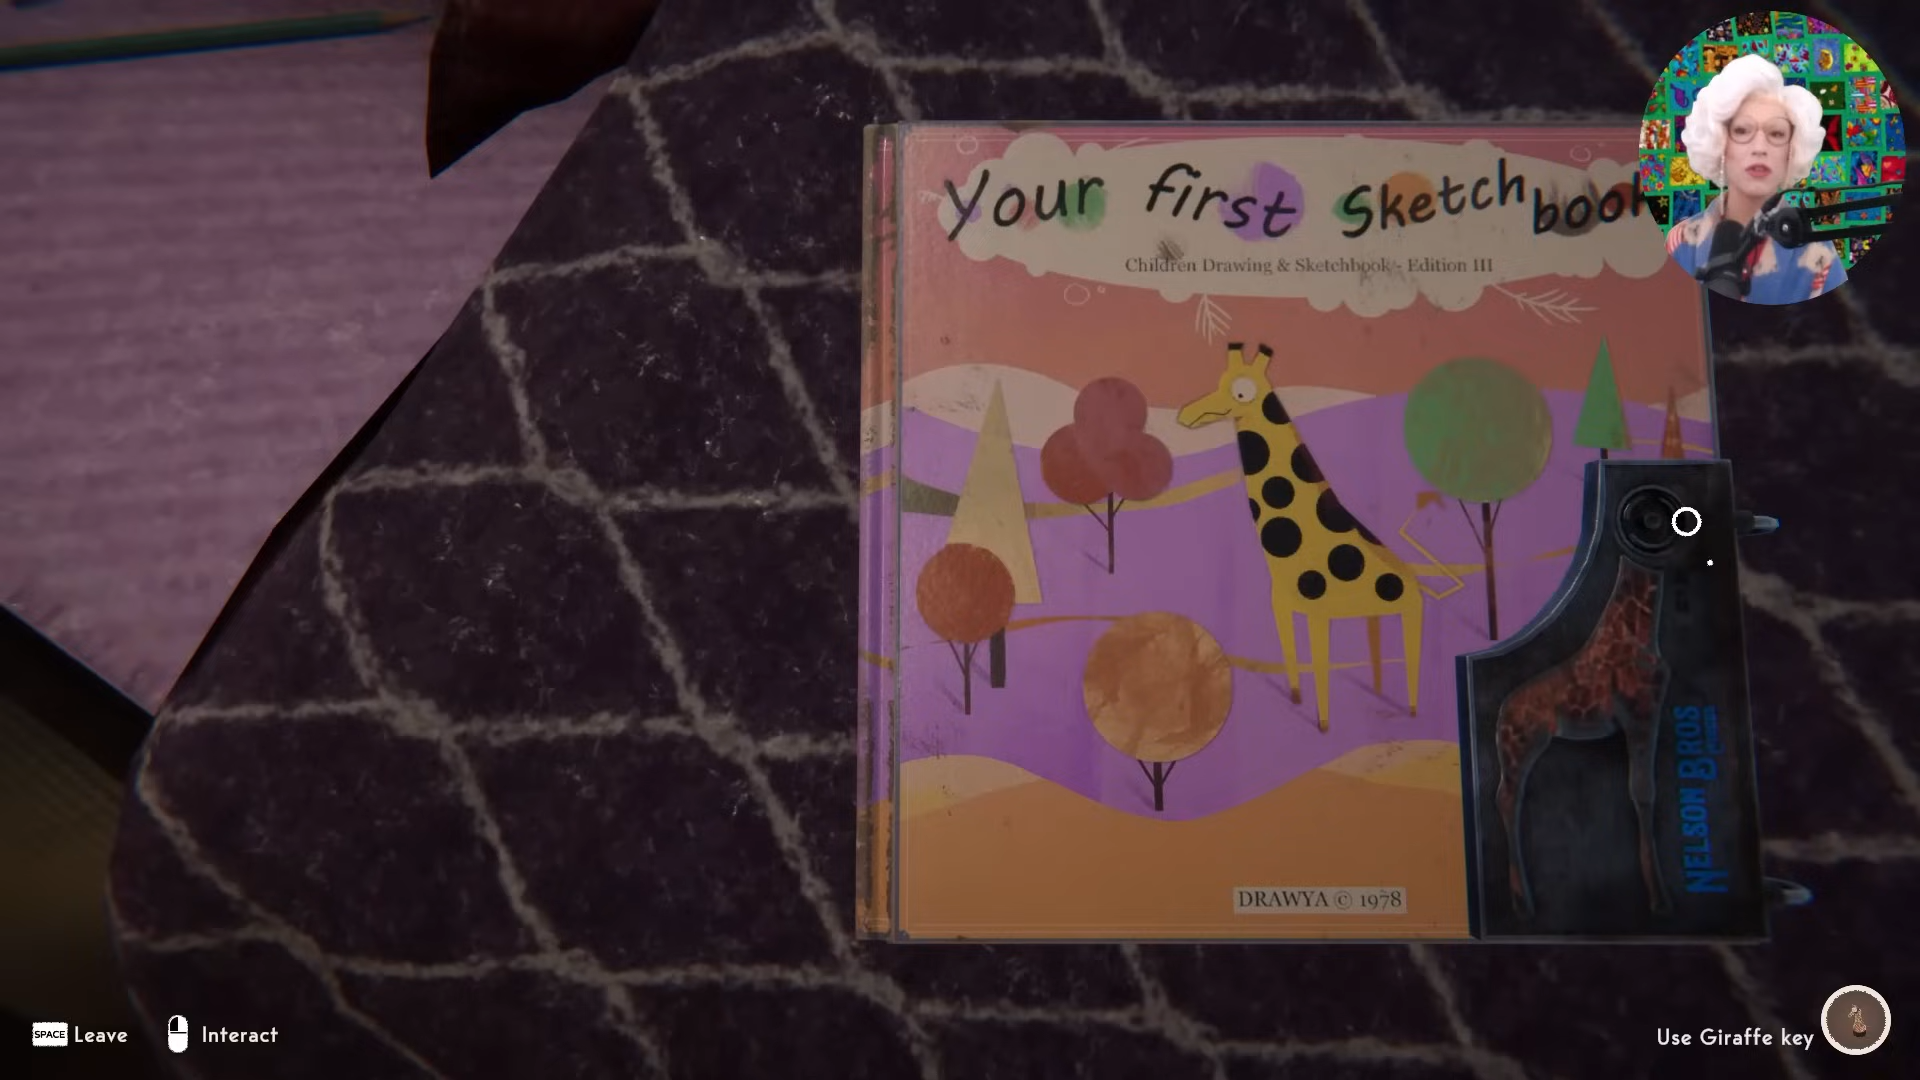 Your first Sketchbook
Children Drawing & Sketchbook - Edition III
NELSON BROS
DRAWYA © 1978
SPACE Leave
Interact
Use Giraffe key